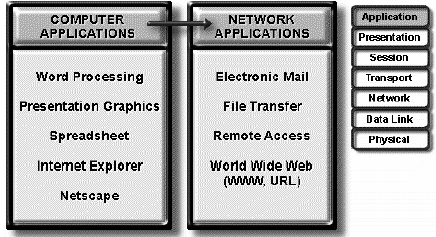 COMPUTER
APPLICATIONS
Word Processing
Presentation Graphics
Spreadsheet
Internet Explorer
Netscape
NETWORK
APPLICATIONS
Electronic Mail
File Transfer
Remote Access
World Wide Web
(WWW, URL)
Application
Presentation
Session
Transport
Network
Data Link
Physical